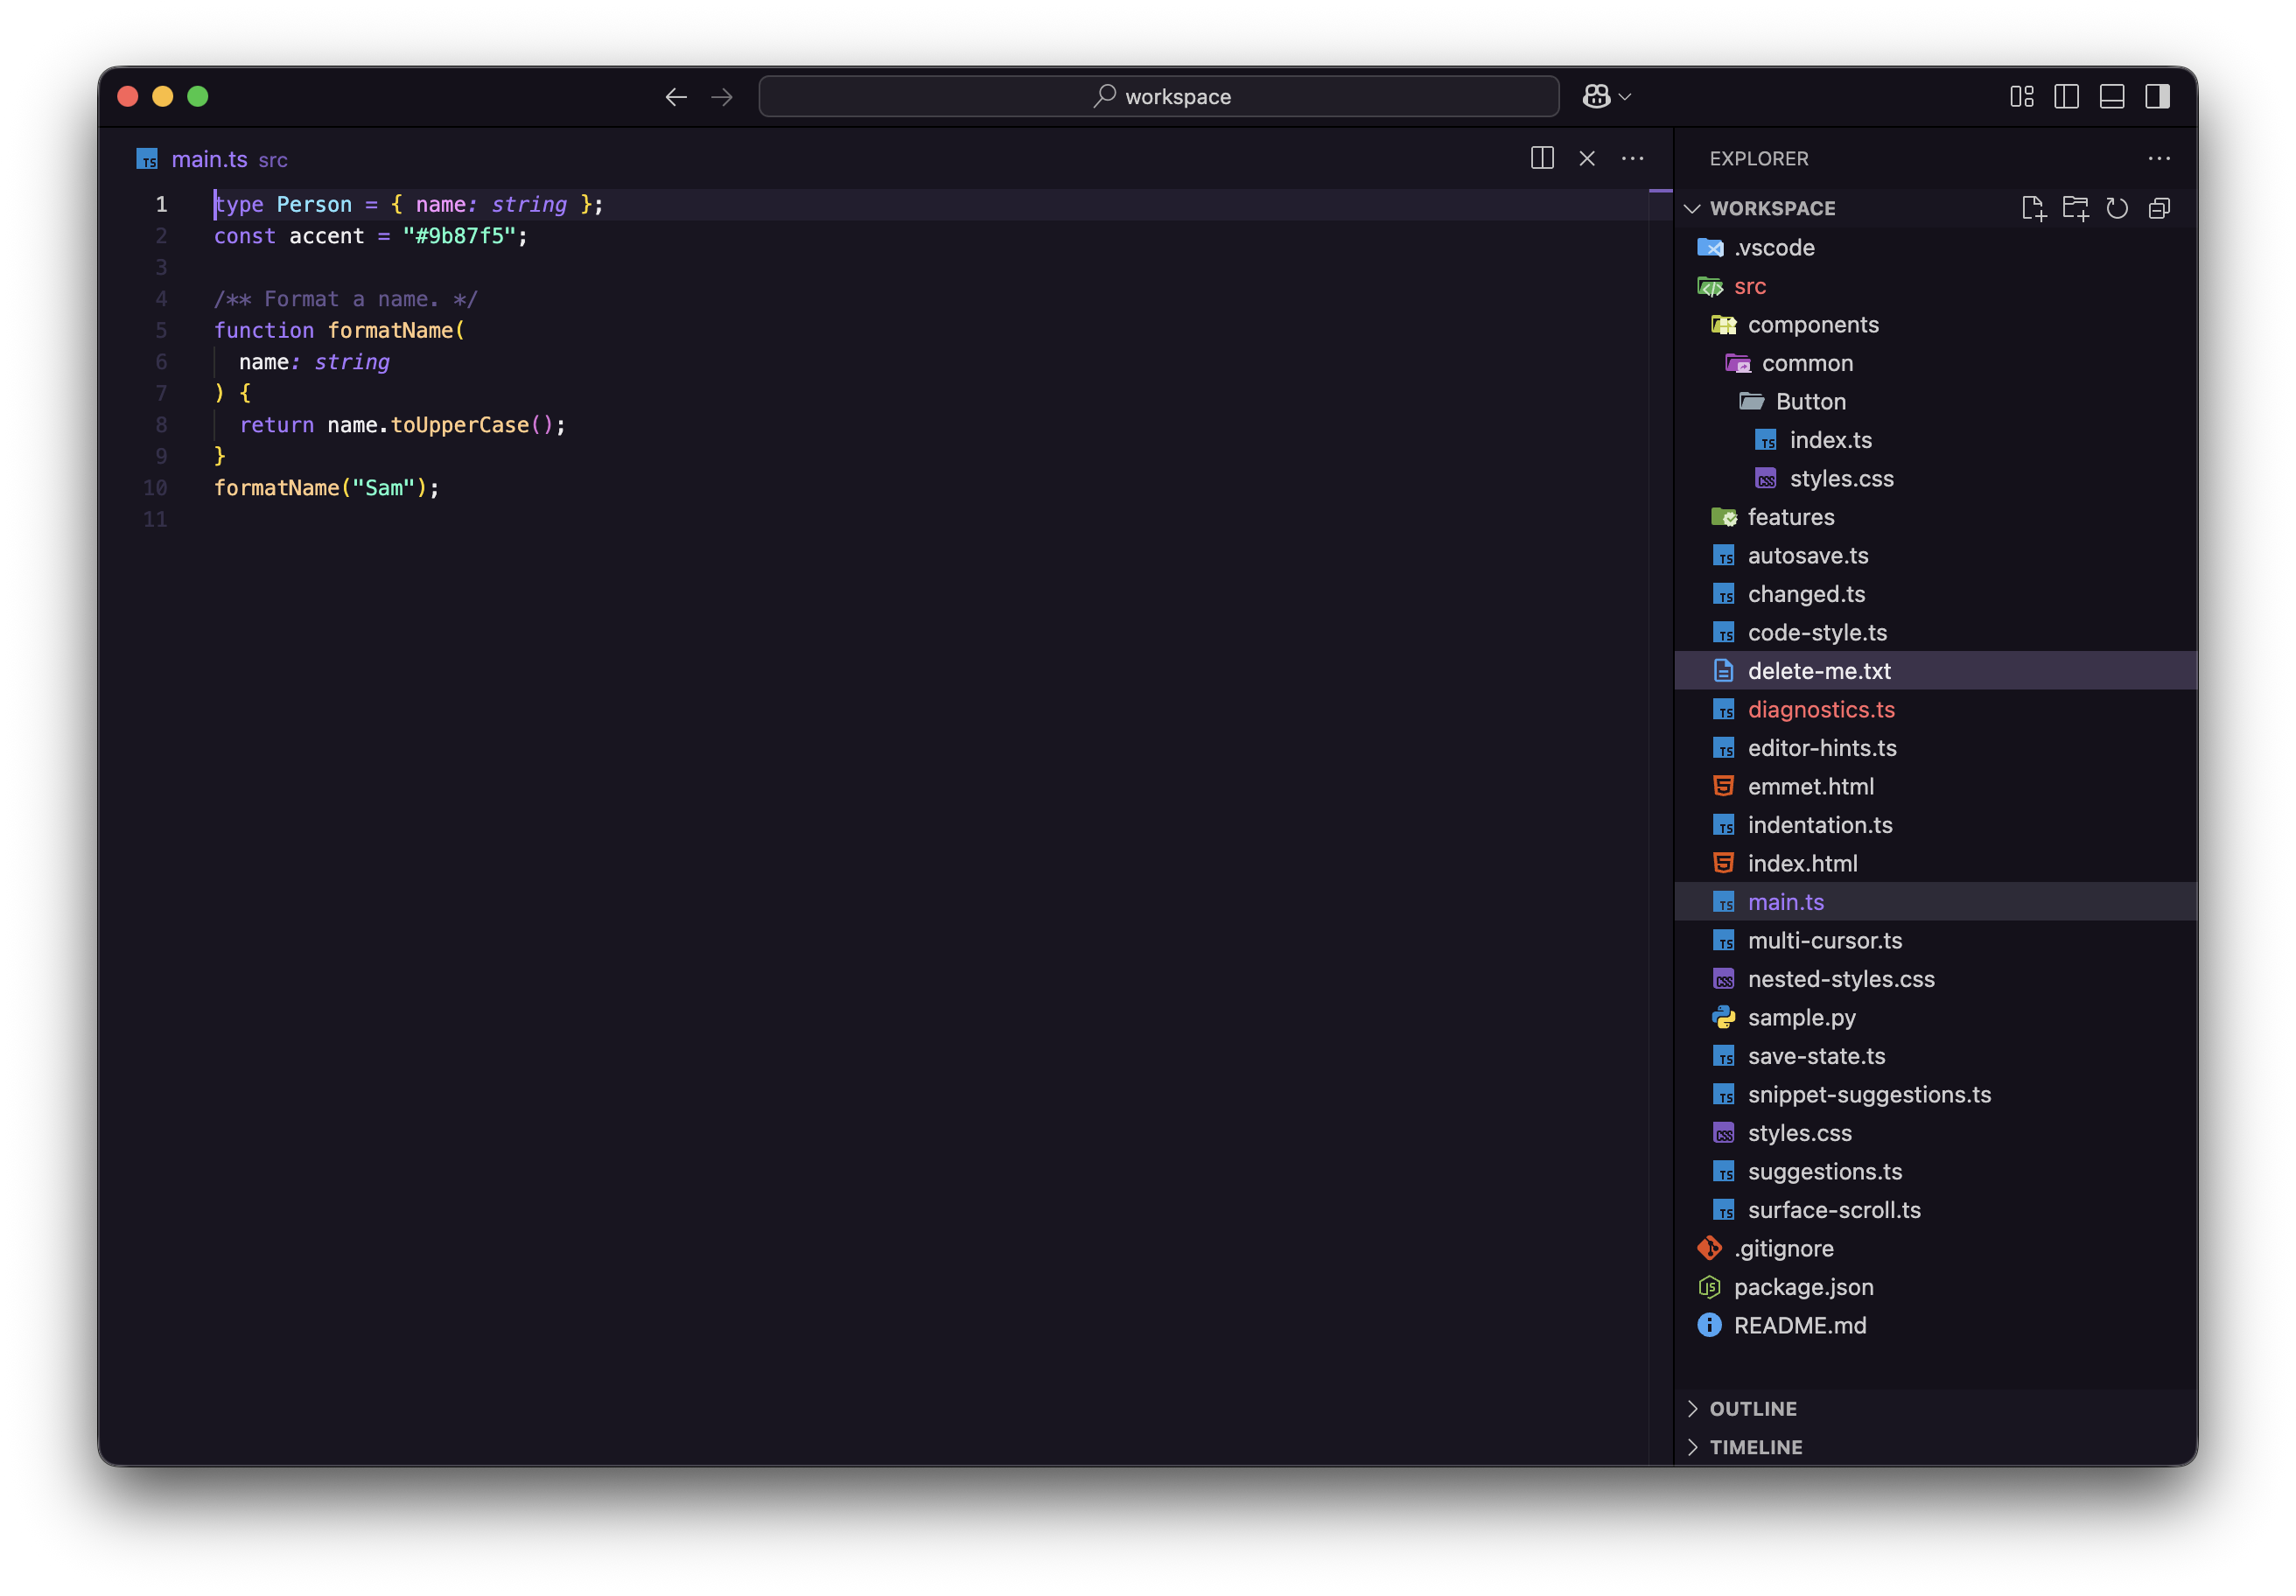 workspace
main.ts src
1 type Person = { name: string };
2 const accent = "#9b87f5";
3
4 /** Format a name. */
5 function formatName(
6   name: string
7 ) {
8   return name.toUpperCase();
9 }
10 formatName("Sam");
11
EXPLORER
WORKSPACE
.vscode
src
components
common
Button
index.ts
styles.css
features
autosave.ts
changed.ts
code-style.ts
delete-me.txt
diagnostics.ts
editor-hints.ts
emmet.html
indentation.ts
index.html
main.ts
multi-cursor.ts
nested-styles.css
sample.py
save-state.ts
snippet-suggestions.ts
styles.css
suggestions.ts
surface-scroll.ts
.gitignore
package.json
README.md
OUTLINE
TIMELINE